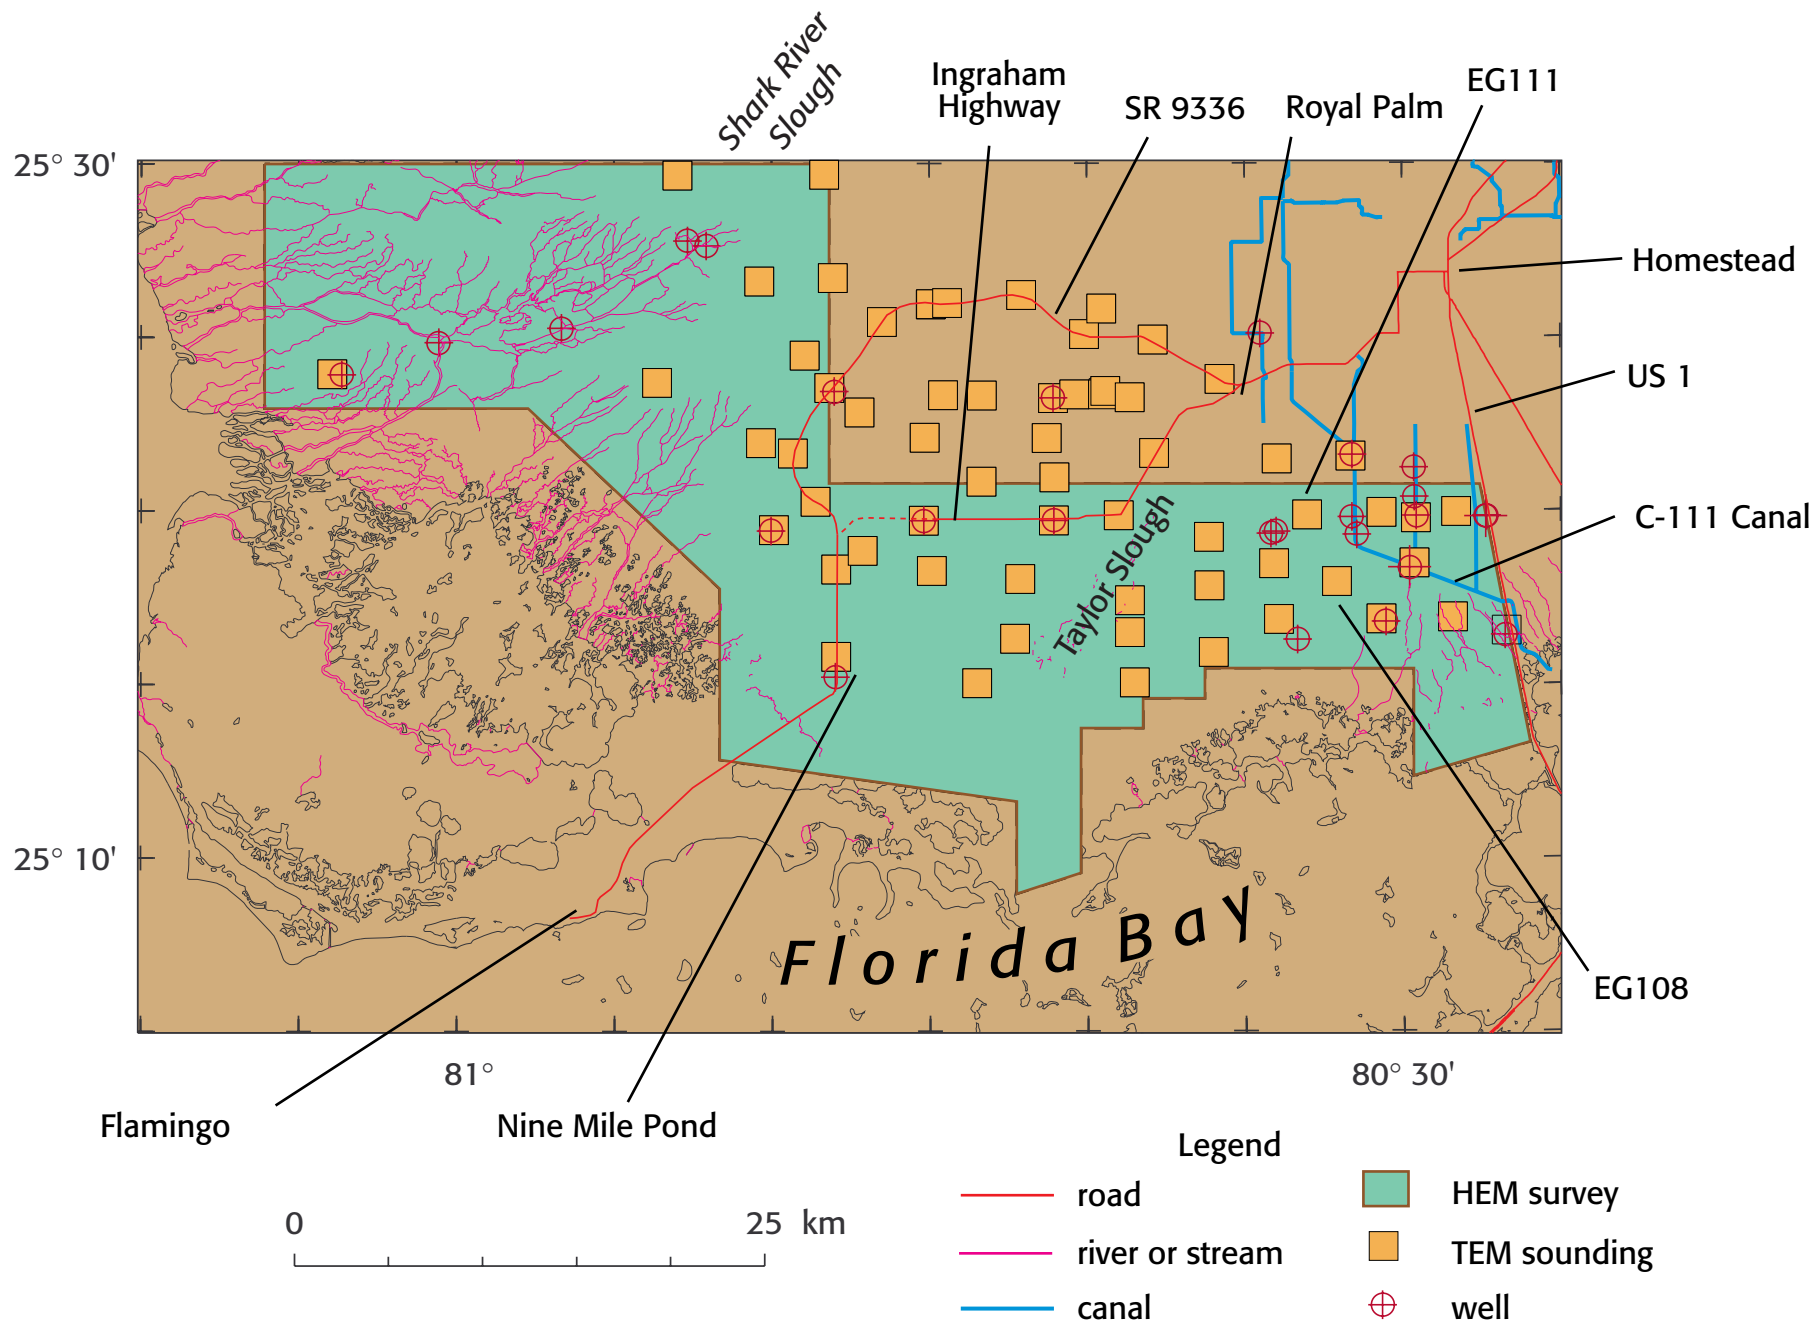 Shark River
Slough
Ingraham
Highway
SR 9336
Royal Palm
EG111
25° 30'
Homestead
US 1
C-111 Canal
Taylor Slough
25° 10'
Florida Bay
EG108
81°
80° 30'
Flamingo
Nine Mile Pond
Legend
road
HEM survey
0
25 km
river or stream
TEM sounding
canal
well